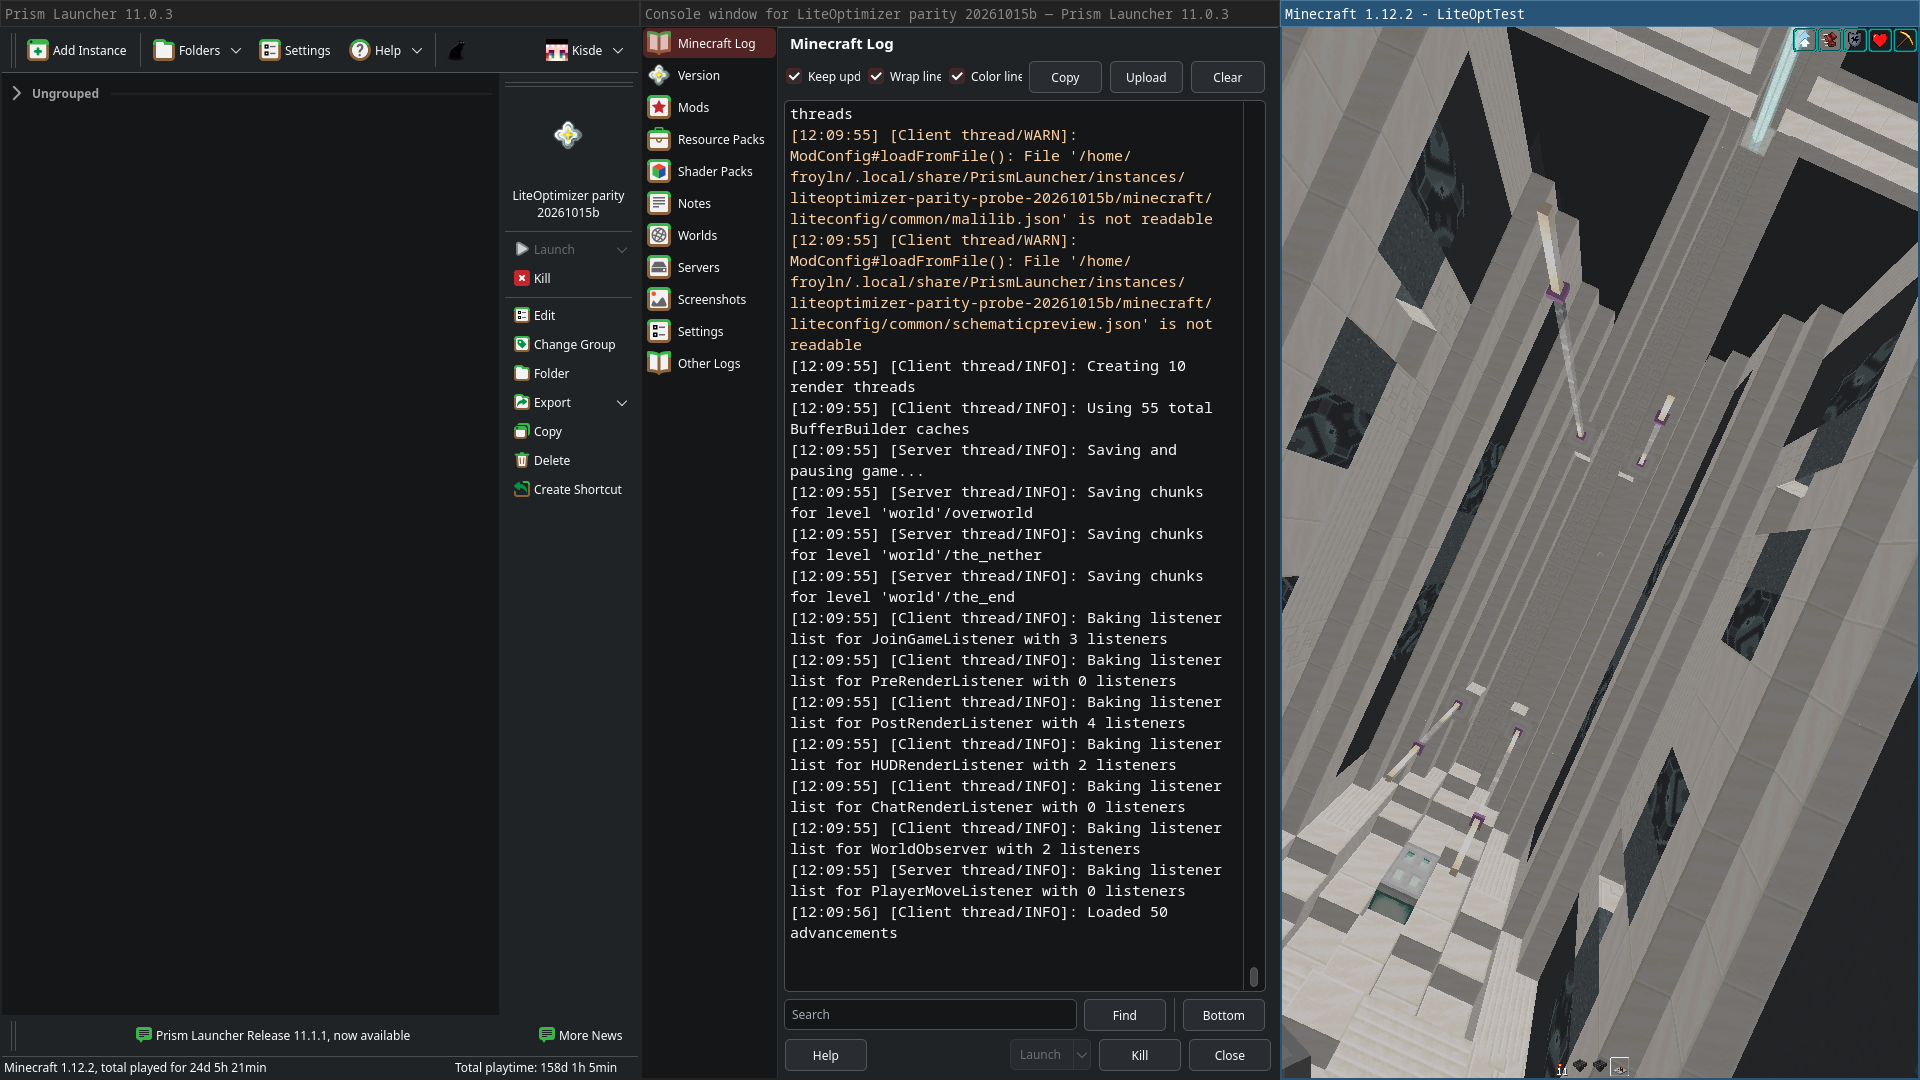 Prism Launcher 11.0.3
Add Instance
Folders
Settings
Help
Kisde
Ungrouped
LiteOptimizer parity
20261015b
Launch
Kill
Edit
Change Group
Folder
Export
Copy
Delete
Create Shortcut
Prism Launcher Release 11.1.1, now available
More News
Minecraft 1.12.2, total played for 24d 5h 21min
Total playtime: 158d 1h 5min
Console window for LiteOptimizer parity 20261015b — Prism Launcher 11.0.3
Minecraft Log
Version
Mods
Resource Packs
Shader Packs
Notes
Worlds
Servers
Screenshots
Settings
Other Logs
Minecraft Log
Keep upd
Wrap line
Color line
Copy
Upload
Clear
threads
[12:09:55] [Client thread/WARN]:
ModConfig#loadFromFile(): File '/home/
froyln/.local/share/PrismLauncher/instances/
liteoptimizer-parity-probe-20261015b/minecraft/
liteconfig/common/malilib.json' is not readable
[12:09:55] [Client thread/WARN]:
ModConfig#loadFromFile(): File '/home/
froyln/.local/share/PrismLauncher/instances/
liteoptimizer-parity-probe-20261015b/minecraft/
liteconfig/common/schematicpreview.json' is not
readable
[12:09:55] [Client thread/INFO]: Creating 10
render threads
[12:09:55] [Client thread/INFO]: Using 55 total
BufferBuilder caches
[12:09:55] [Server thread/INFO]: Saving and
pausing game...
[12:09:55] [Server thread/INFO]: Saving chunks
for level 'world'/overworld
[12:09:55] [Server thread/INFO]: Saving chunks
for level 'world'/the_nether
[12:09:55] [Server thread/INFO]: Saving chunks
for level 'world'/the_end
[12:09:55] [Client thread/INFO]: Baking listener
list for JoinGameListener with 3 listeners
[12:09:55] [Client thread/INFO]: Baking listener
list for PreRenderListener with 0 listeners
[12:09:55] [Client thread/INFO]: Baking listener
list for PostRenderListener with 4 listeners
[12:09:55] [Client thread/INFO]: Baking listener
list for HUDRenderListener with 2 listeners
[12:09:55] [Client thread/INFO]: Baking listener
list for ChatRenderListener with 0 listeners
[12:09:55] [Client thread/INFO]: Baking listener
list for WorldObserver with 2 listeners
[12:09:55] [Server thread/INFO]: Baking listener
list for PlayerMoveListener with 0 listeners
[12:09:56] [Client thread/INFO]: Loaded 50
advancements
Search
Find
Bottom
Help
Launch
Kill
Close
Minecraft 1.12.2 - LiteOptTest